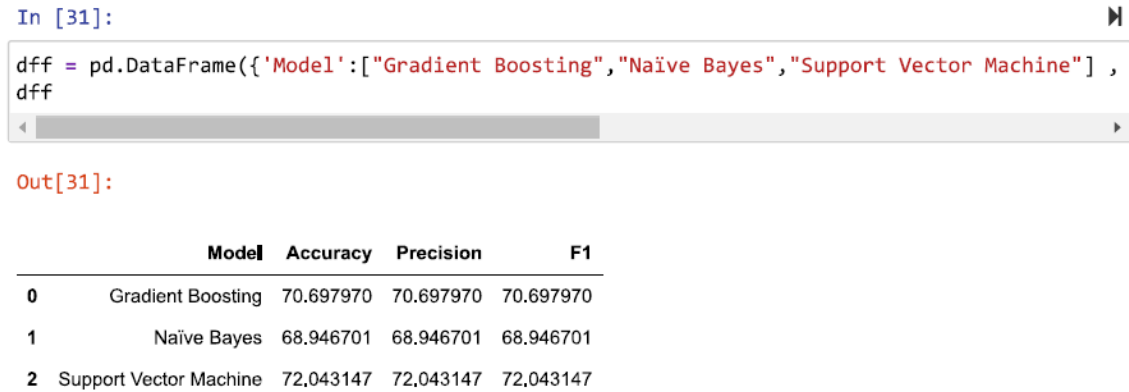 In [31]:
dff = pd.DataFrame({'Model':["Gradient Boosting","Naïve Bayes","Support Vector Machine"] ,
dff
Out[31]:
Model Accuracy Precision F1
0 Gradient Boosting 70.697970 70.697970 70.697970
1 Naïve Bayes 68.946701 68.946701 68.946701
2 Support Vector Machine 72,043147 72,043147 72,043147